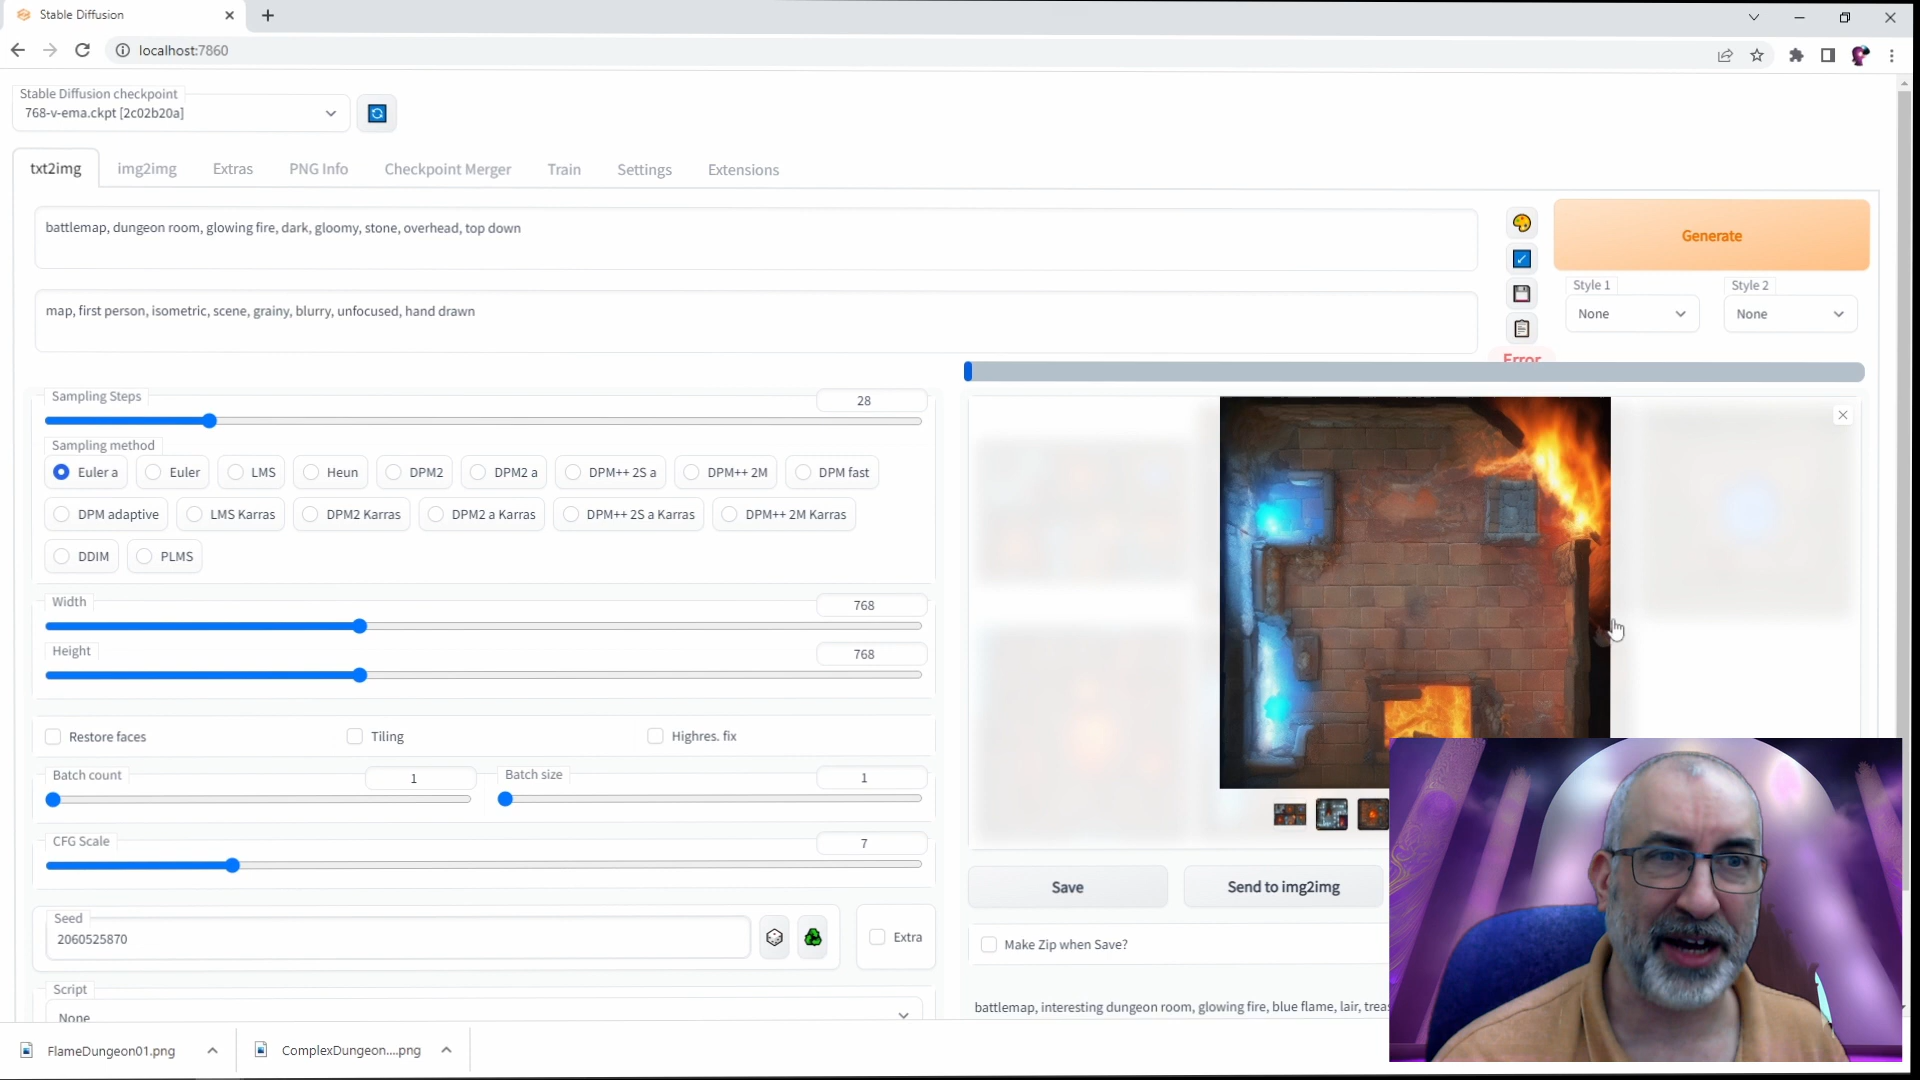 Stable Diffusion
localhost:7860
Stable Diffusion checkpoint
768-v-ema.ckpt [2c02b20a]
txt2img
img2img
Extras
PNG Info
Checkpoint Merger
Train
Settings
Extensions
battlemap, dungeon room, glowing fire, dark, gloomy, stone, overhead, top down
Generate
Style 1
Style 2
None
None
map, first person, isometric, scene, grainy, blurry, unfocused, hand drawn
Error
Sampling Steps
28
Sampling method
Euler a
Euler
LMS
Heun
DPM2
DPM2 a
DPM++ 2S a
DPM++ 2M
DPM fast
DPM adaptive
LMS Karras
DPM2 Karras
DPM2 a Karras
DPM++ 2S a Karras
DPM++ 2M Karras
DDIM
PLMS
Width
768
Height
768
Restore faces
Tiling
Highres. fix
Batch count
1
Batch size
1
CFG Scale
7
Seed
2060525870
Extra
Script
None
Save
Send to img2img
Make Zip when Save?
battlemap, interesting dungeon room, glowing fire, blue flame, lair, treas
FlameDungeon01.png
ComplexDungeon....png